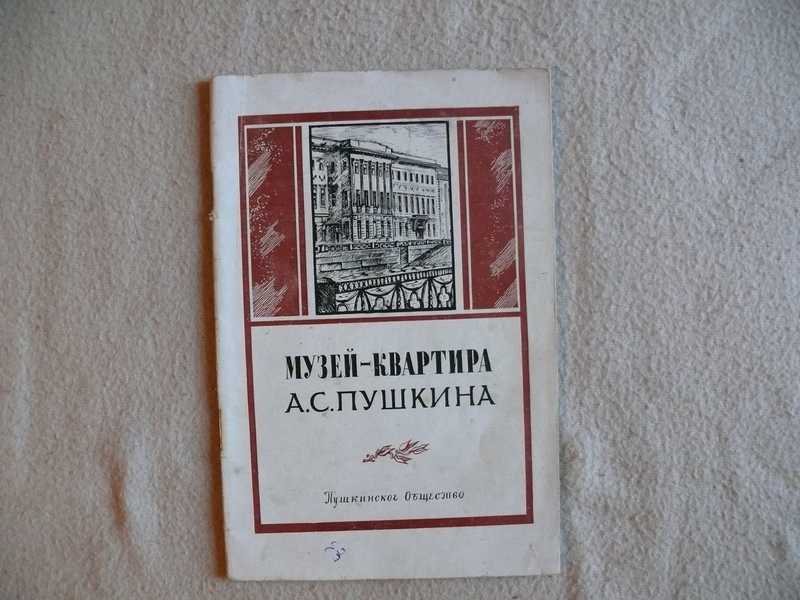 МУЗЕЙ-КВАРТИРА
А.С.ПУШКИНА
Пушкинское Общество